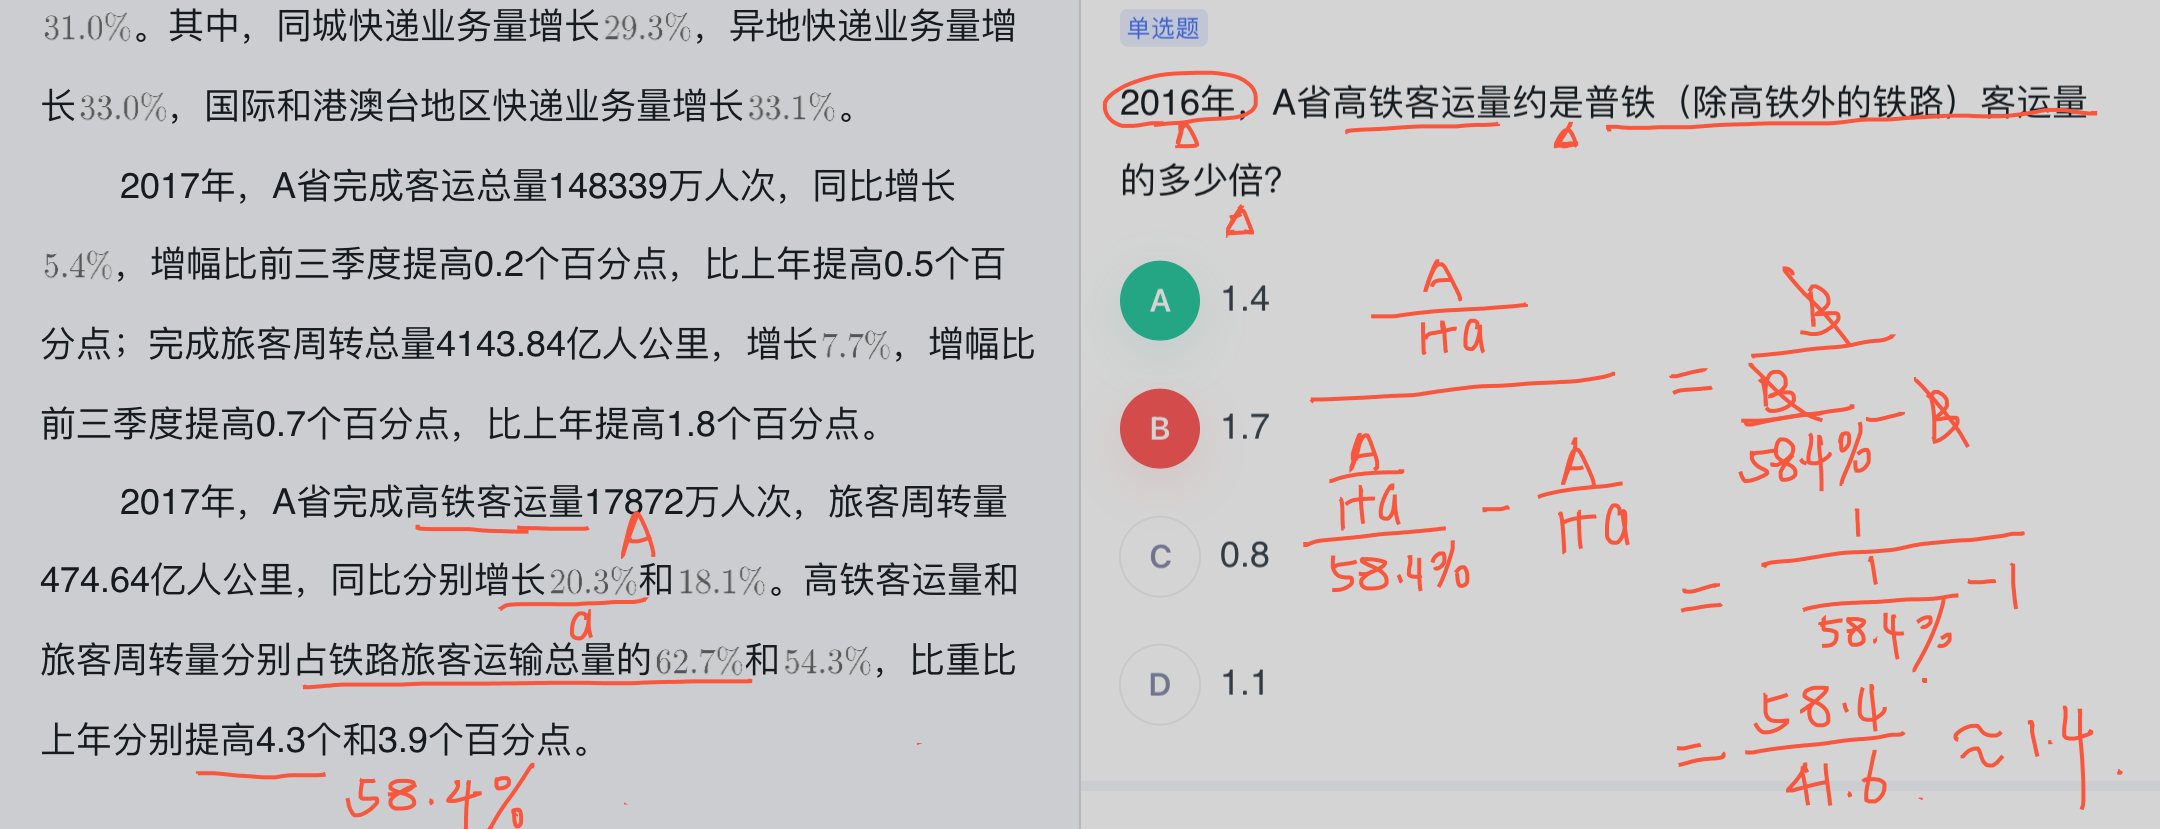 31.0%。其中，同城快递业务量增长29.3%，异地快递业务量增
长33.0%，国际和港澳台地区快递业务量增长33.1%。
2017年，A省完成客运总量148339万人次，同比增长
5.4%，增幅比前三季度提高0.2个百分点，比上年提高0.5个百
分点；完成旅客周转总量4143.84亿人公里，增长7.7%，增幅比
前三季度提高0.7个百分点，比上年提高1.8个百分点。
2017年，A省完成高铁客运量17872万人次，旅客周转量
A
474.64亿人公里，同比分别增长20.3%和18.1%。高铁客运量和
a
旅客周转量分别占铁路旅客运输总量的62.7%和54.3%，比重比
上年分别提高4.3个和3.9个百分点。
58.4%
单选题
2016年，A省高铁客运量约是普铁（除高铁外的铁路）客运量
的多少倍？
A 1.4
B 1.7
C 0.8
D 1.1
A
1+a
A
1+a
58.4%
-
A
1+a
=
B
B
58.4%
- B
=
1
1
58.4%
- 1
=
58.4
41.6
≈1.4.